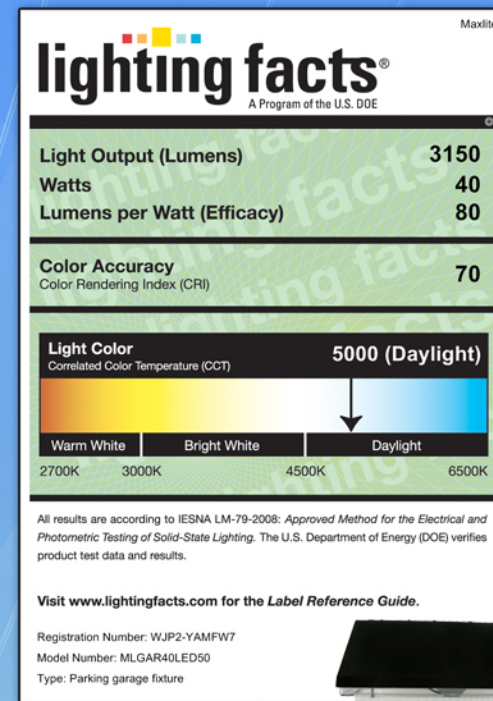 Maxlite
lighting facts®
A Program of the U.S. DOE
Light Output (Lumens) 3150
Watts 40
Lumens per Watt (Efficacy) 80
Color Accuracy 70
Color Rendering Index (CRI)
Light Color 5000 (Daylight)
Correlated Color Temperature (CCT)
Warm White Bright White Daylight
2700K 3000K 4500K 6500K
All results are according to IESNA LM-79-2008: Approved Method for the Electrical and
Photometric Testing of Solid-State Lighting. The U.S. Department of Energy (DOE) verifies
product test data and results.
Visit www.lightingfacts.com for the Label Reference Guide.
Registration Number: WJP2-YAMFW7
Model Number: MLGAR40LED50
Type: Parking garage fixture